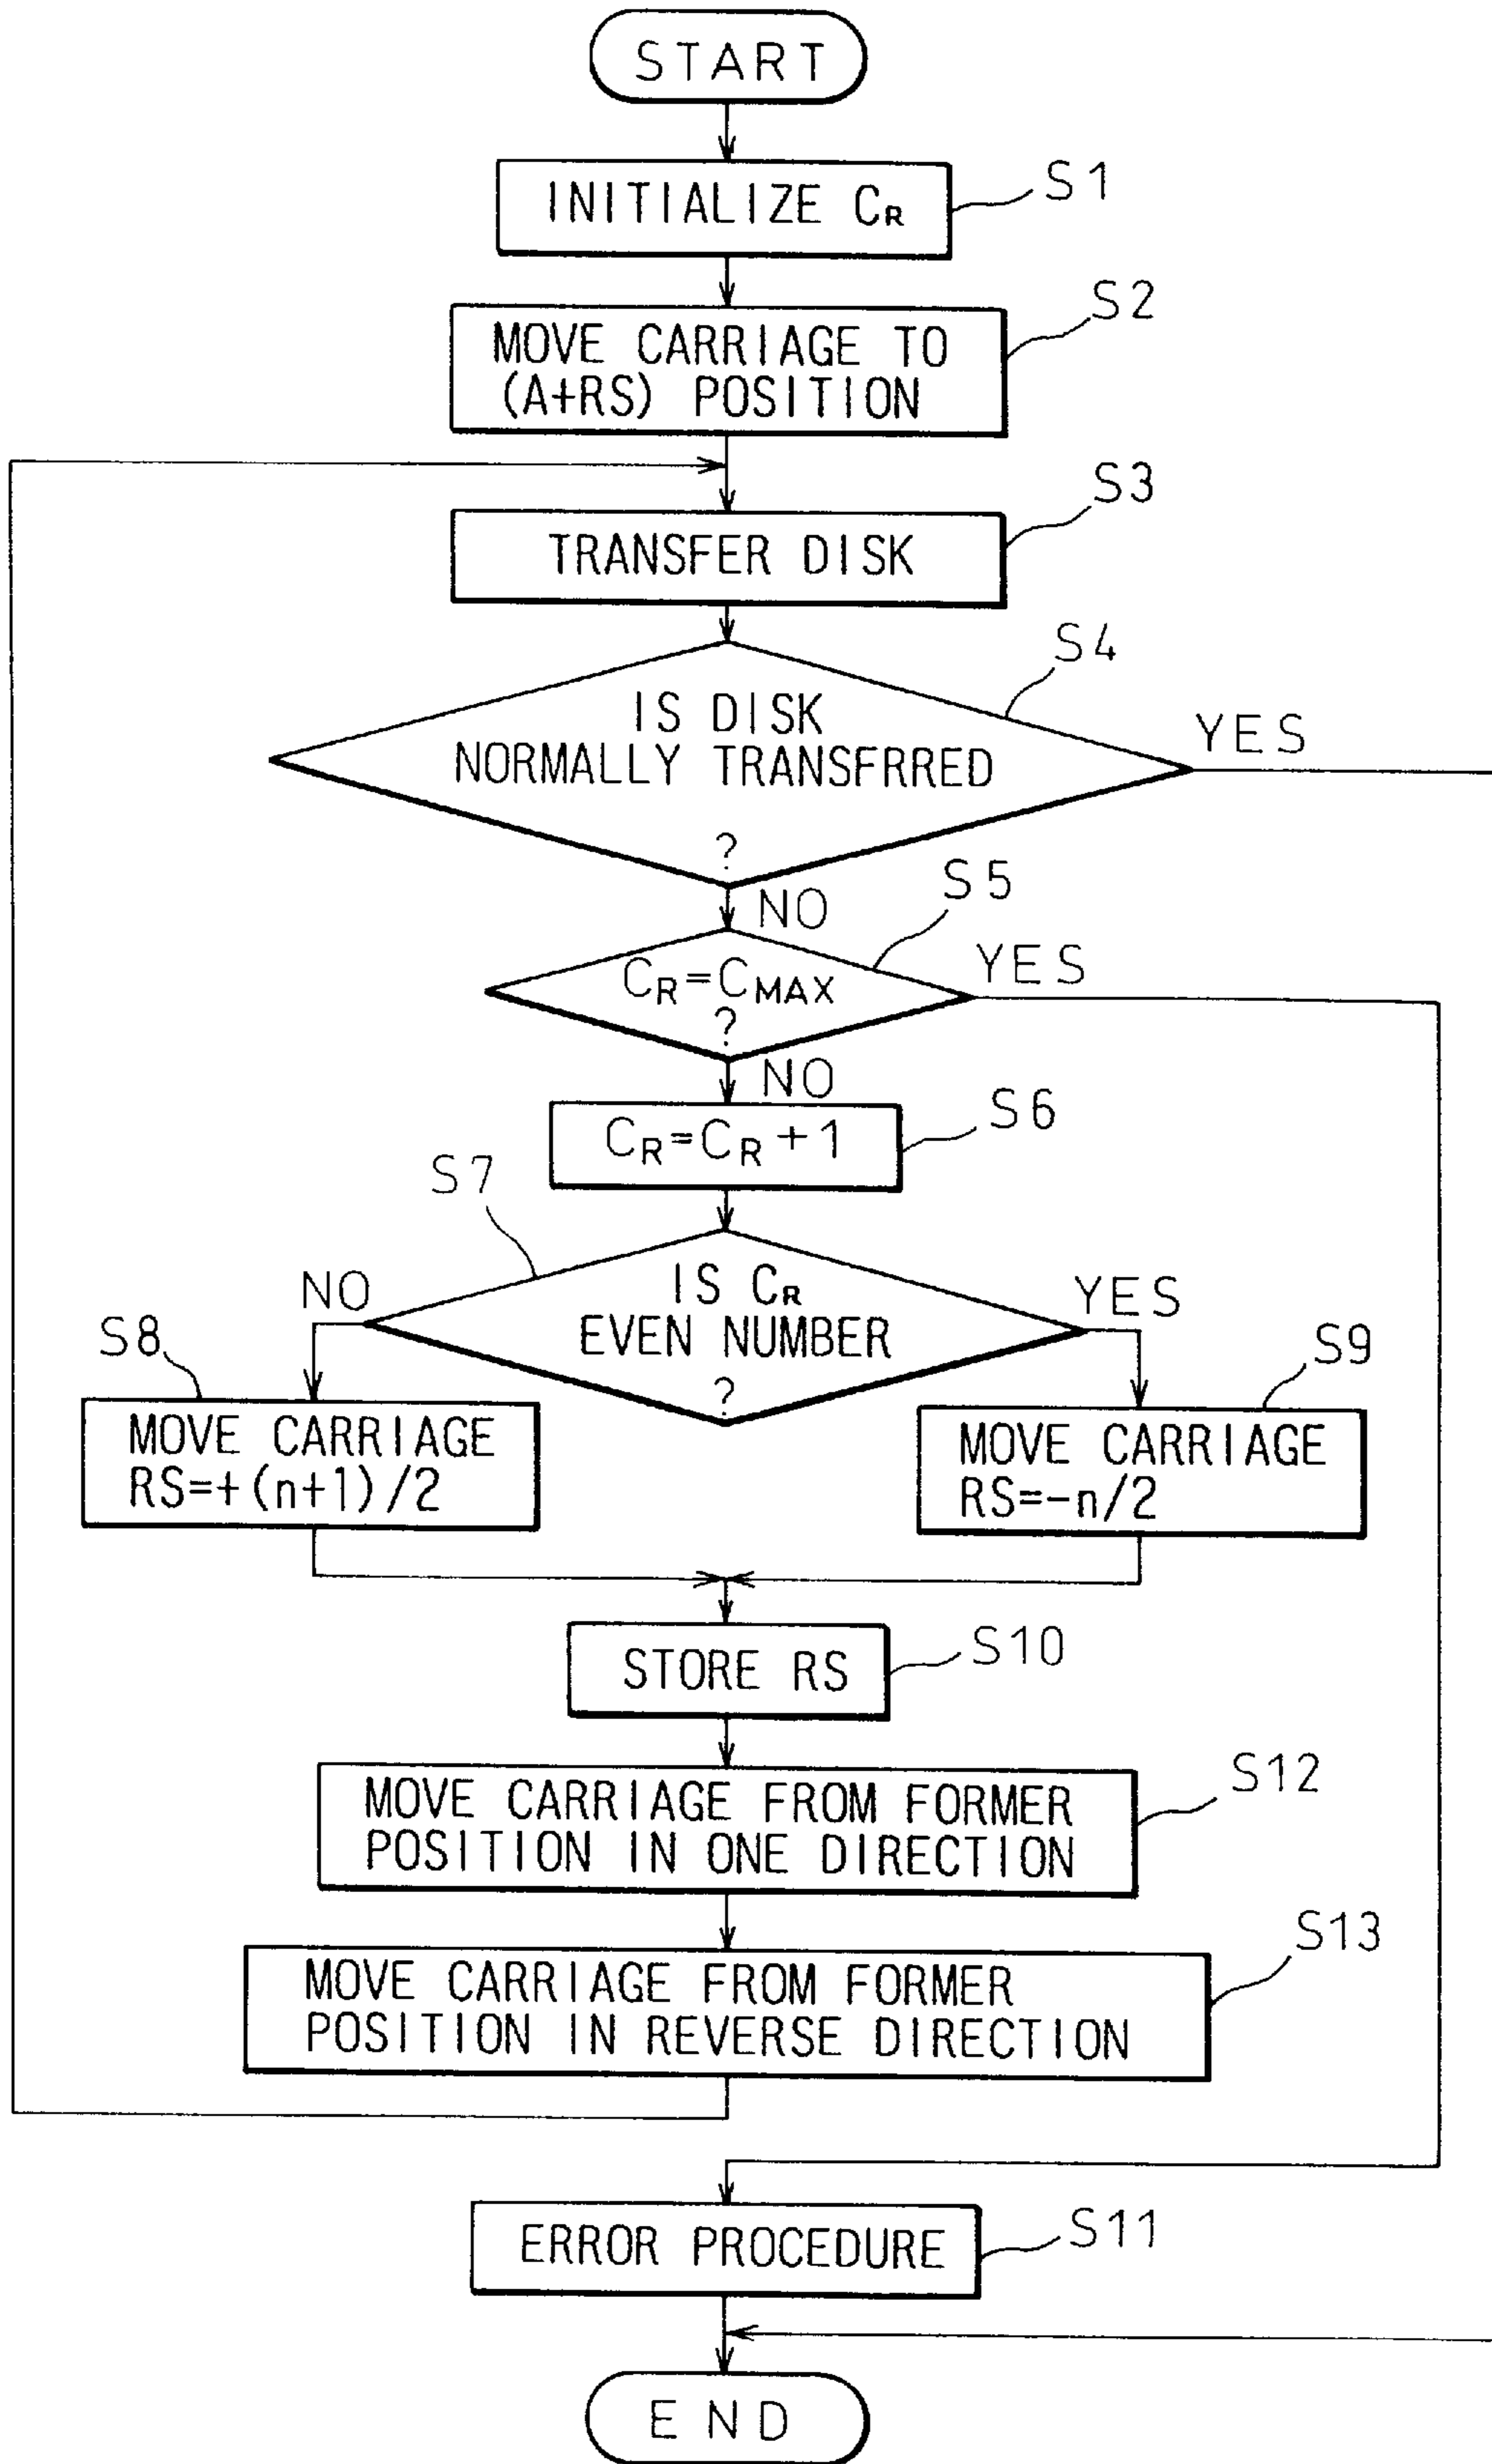 START
INITIALIZE CR
S1
MOVE CARRIAGE TO
(A+RS) POSITION
S2
TRANSFER DISK
S3
IS DISK
NORMALLY TRANSFRRED
?
S4
YES
NO
CR=CMAX
?
S5
YES
NO
CR=CR+1
S6
S7
IS CR
EVEN NUMBER
?
NO
YES
S8
MOVE CARRIAGE
RS=+(n+1)/2
S9
MOVE CARRIAGE
RS=-n/2
STORE RS
S10
MOVE CARRIAGE FROM FORMER
POSITION IN ONE DIRECTION
S12
MOVE CARRIAGE FROM FORMER
POSITION IN REVERSE DIRECTION
S13
ERROR PROCEDURE
S11
END